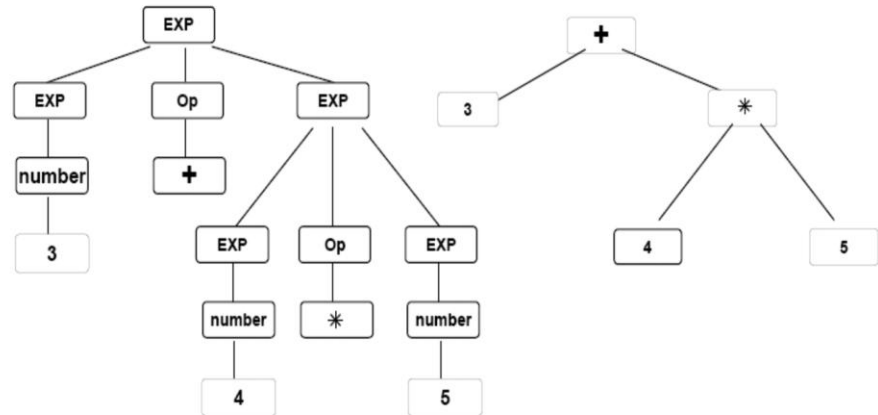 EXP
+
EXP Op EXP
3 *
number +
EXP Op EXP
4 5
3
number * number
4 5